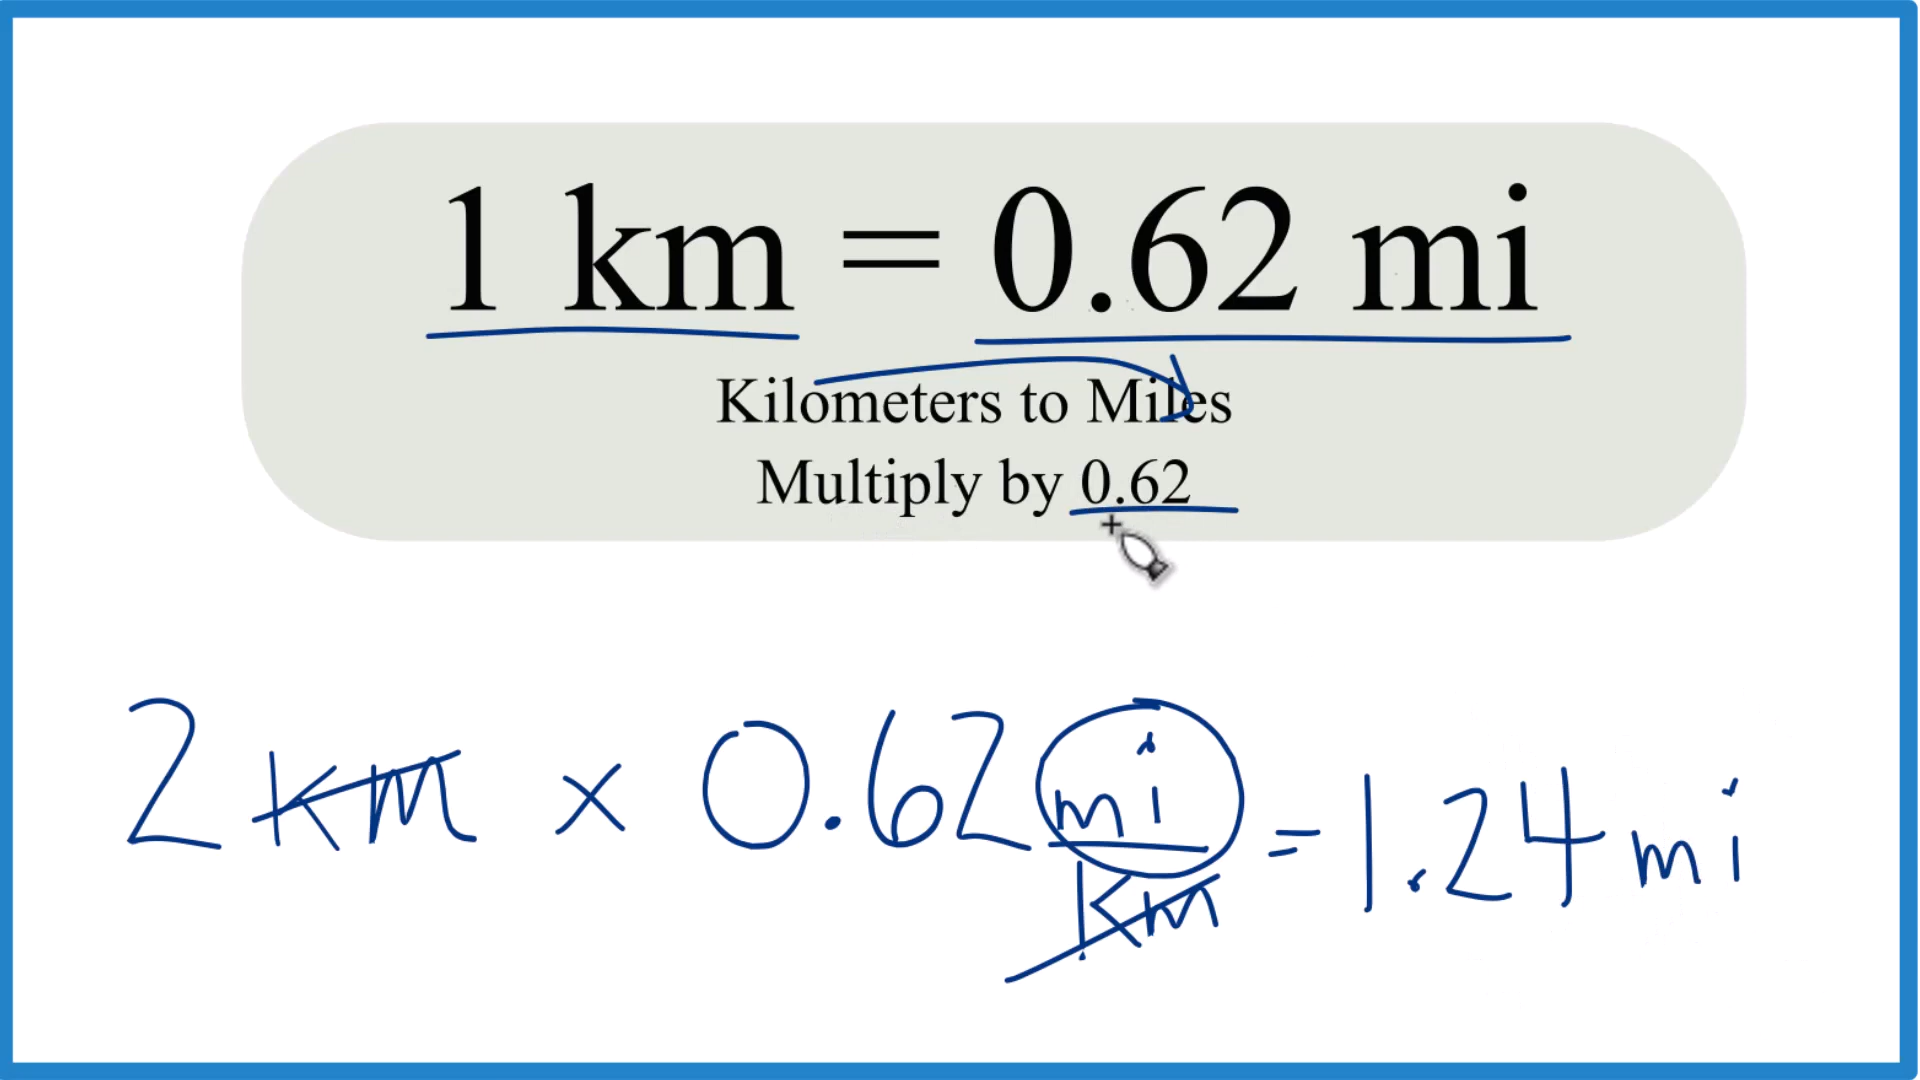 1 km = 0.62 mi
Kilometers to Miles
Multiply by 0.62
2 km x 0.62 mi/km = 1.24 mi